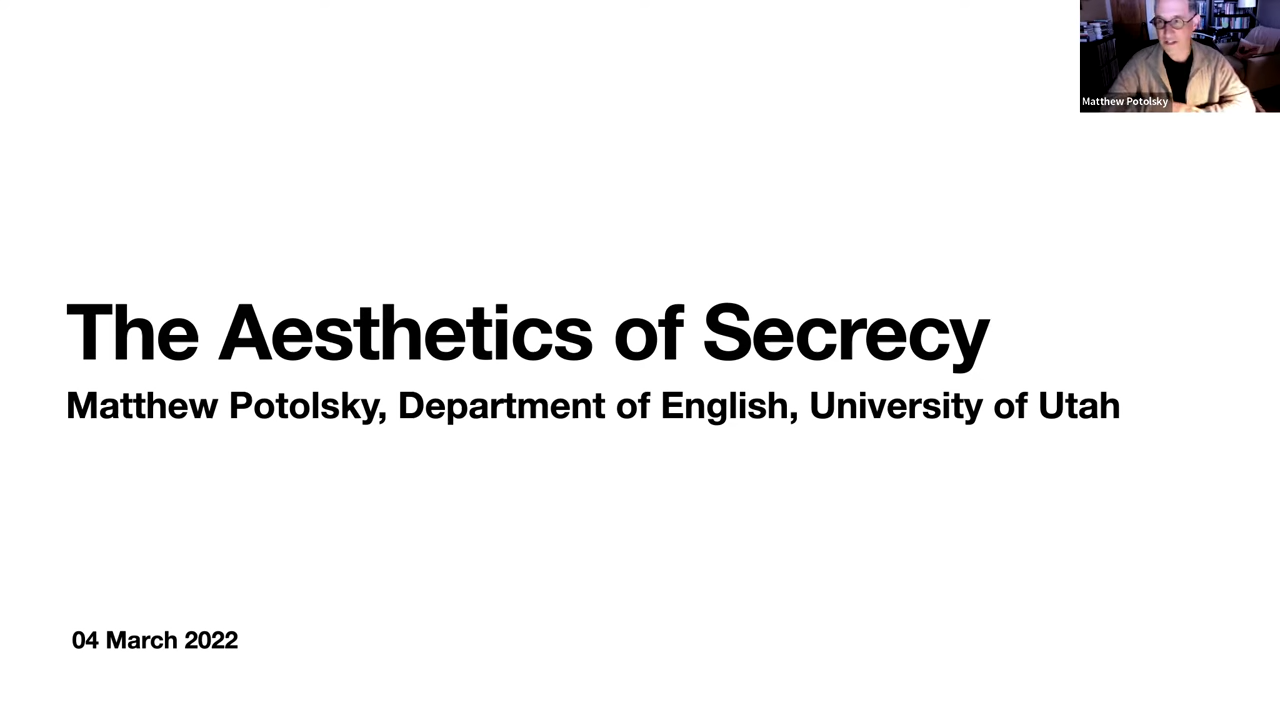 Matthew Potolsky
The Aesthetics of Secrecy
Matthew Potolsky, Department of English, University of Utah
04 March 2022